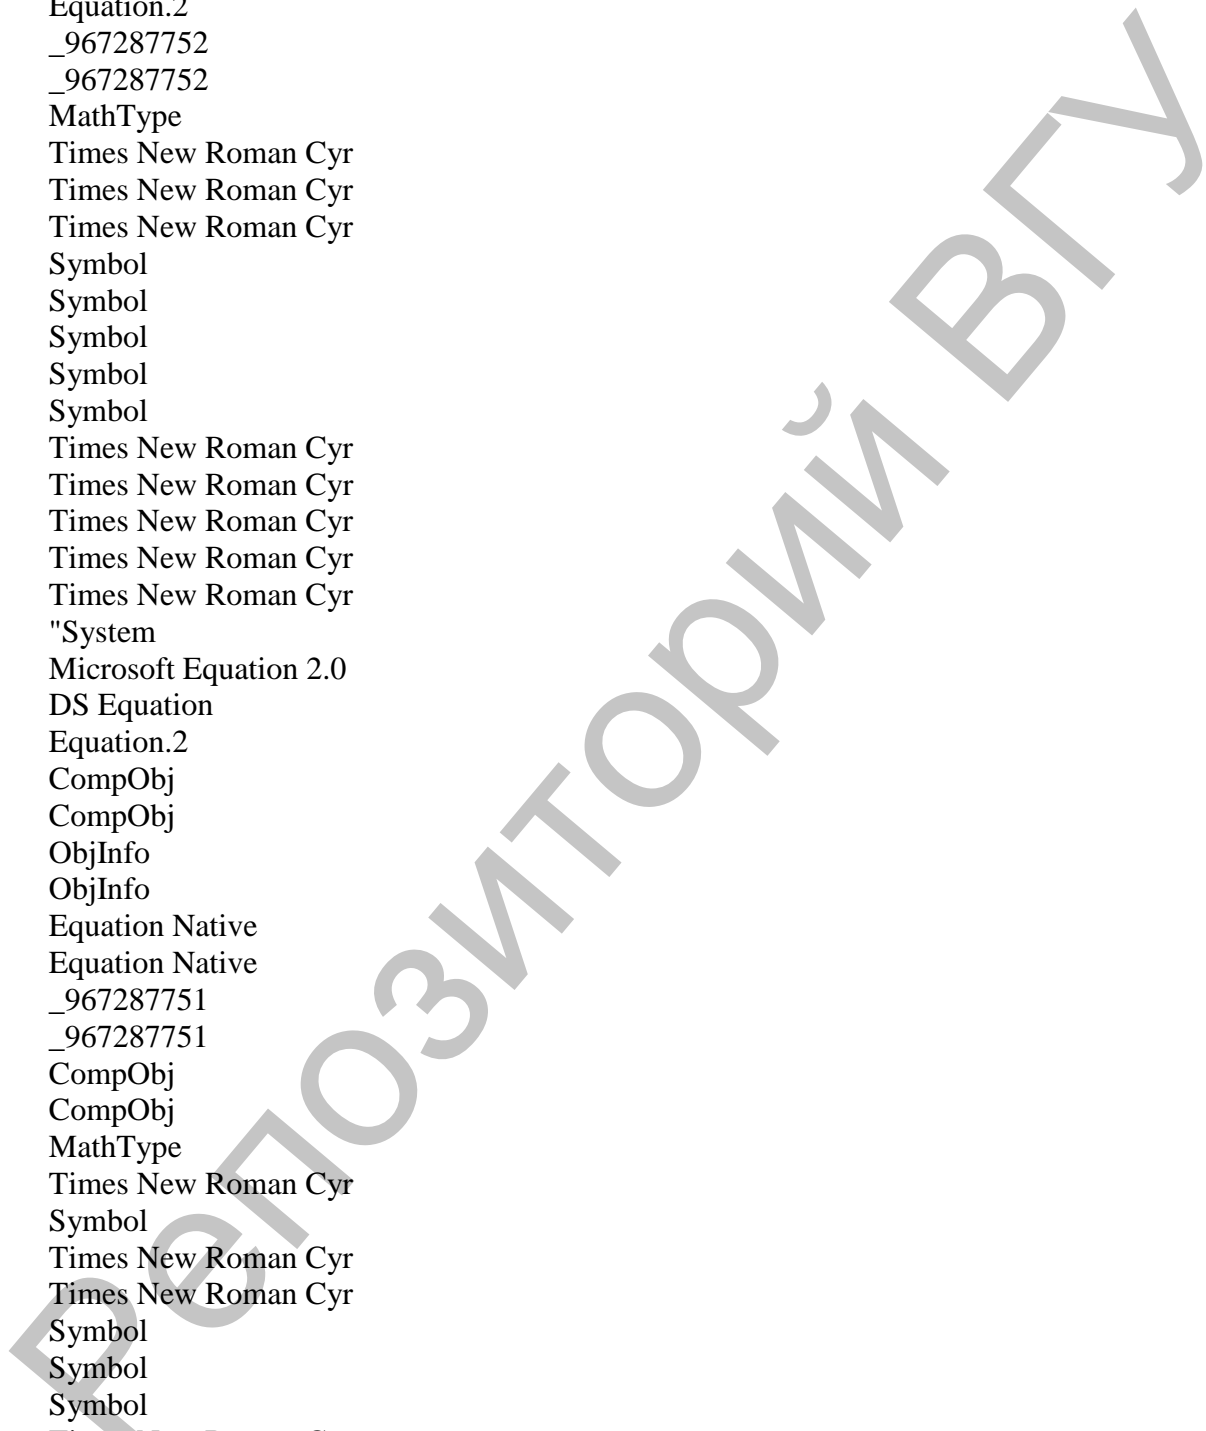 Equation.2
_967287752
_967287752
MathType
Times New Roman Cyr
Times New Roman Cyr
Times New Roman Cyr
Symbol
Symbol
Symbol
Symbol
Symbol
Times New Roman Cyr
Times New Roman Cyr
Times New Roman Cyr
Times New Roman Cyr
Times New Roman Cyr
"System
Microsoft Equation 2.0
DS Equation
Equation.2
CompObj
CompObj
ObjInfo
ObjInfo
Equation Native
Equation Native
_967287751
_967287751
CompObj
CompObj
MathType
Times New Roman Cyr
Symbol
Times New Roman Cyr
Times New Roman Cyr
Symbol
Symbol
Symbol
Репозиторий ВГУ